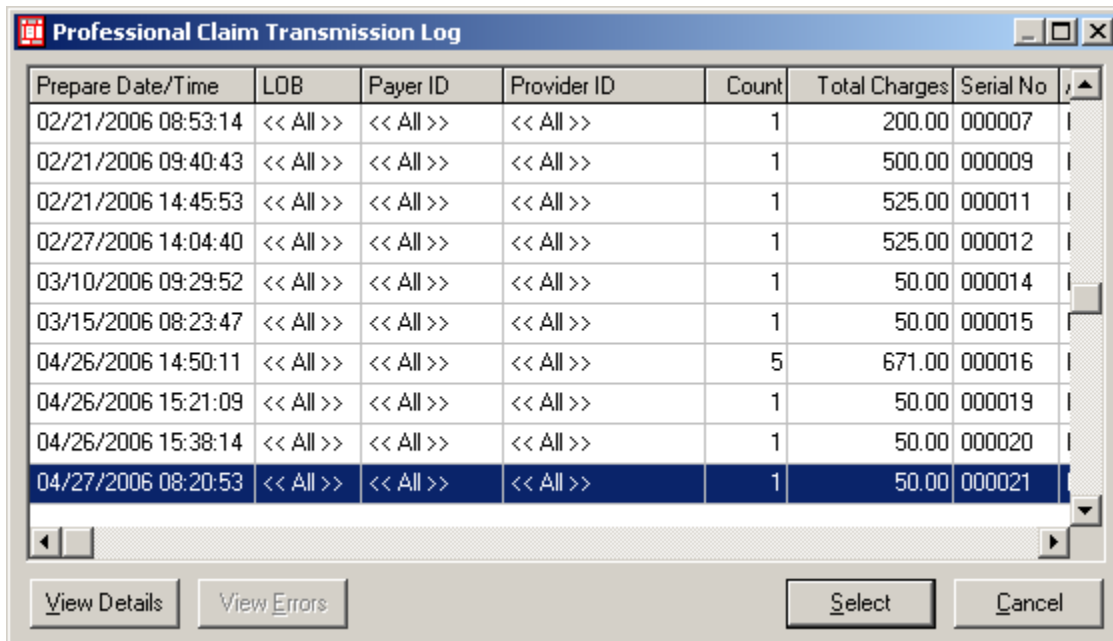 Professional Claim Transmission Log
Prepare Date/Time LOB Payer ID Provider ID Count Total Charges Serial No
02/21/2006 08:53:14 << All >> << All >> << All >> 1 200.00 000007
02/21/2006 09:40:43 << All >> << All >> << All >> 1 500.00 000009
02/21/2006 14:45:53 << All >> << All >> << All >> 1 525.00 000011
02/27/2006 14:04:40 << All >> << All >> << All >> 1 525.00 000012
03/10/2006 09:29:52 << All >> << All >> << All >> 1 50.00 000014
03/15/2006 08:23:47 << All >> << All >> << All >> 1 50.00 000015
04/26/2006 14:50:11 << All >> << All >> << All >> 5 671.00 000016
04/26/2006 15:21:09 << All >> << All >> << All >> 1 50.00 000019
04/26/2006 15:38:14 << All >> << All >> << All >> 1 50.00 000020
04/27/2006 08:20:53 << All >> << All >> << All >> 1 50.00 000021
View Details View Errors Select Cancel